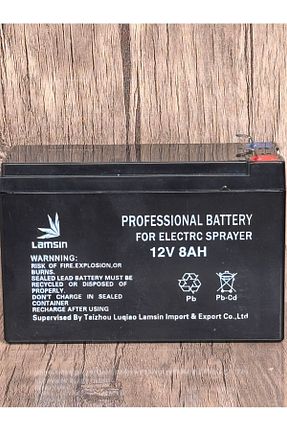 Lamsin
PROFESSIONAL BATTERY
FOR ELECTRC SPRAYER
12V 8AH
WARNING:
RISK OF FIRE.EXPLOSION,OR
BURNS.
SEALED LEAD BATTERY MUST BE
RECYCLED OR DISPOSED OF
PROPERLY.
DON'T CHARGE IN SEALED
CONTAINER
RECHARGE AFTER USING
Pb
Pb-Cd
Supervised By Taizhou Luqiao Lamsin Import & Export Co.,Ltd